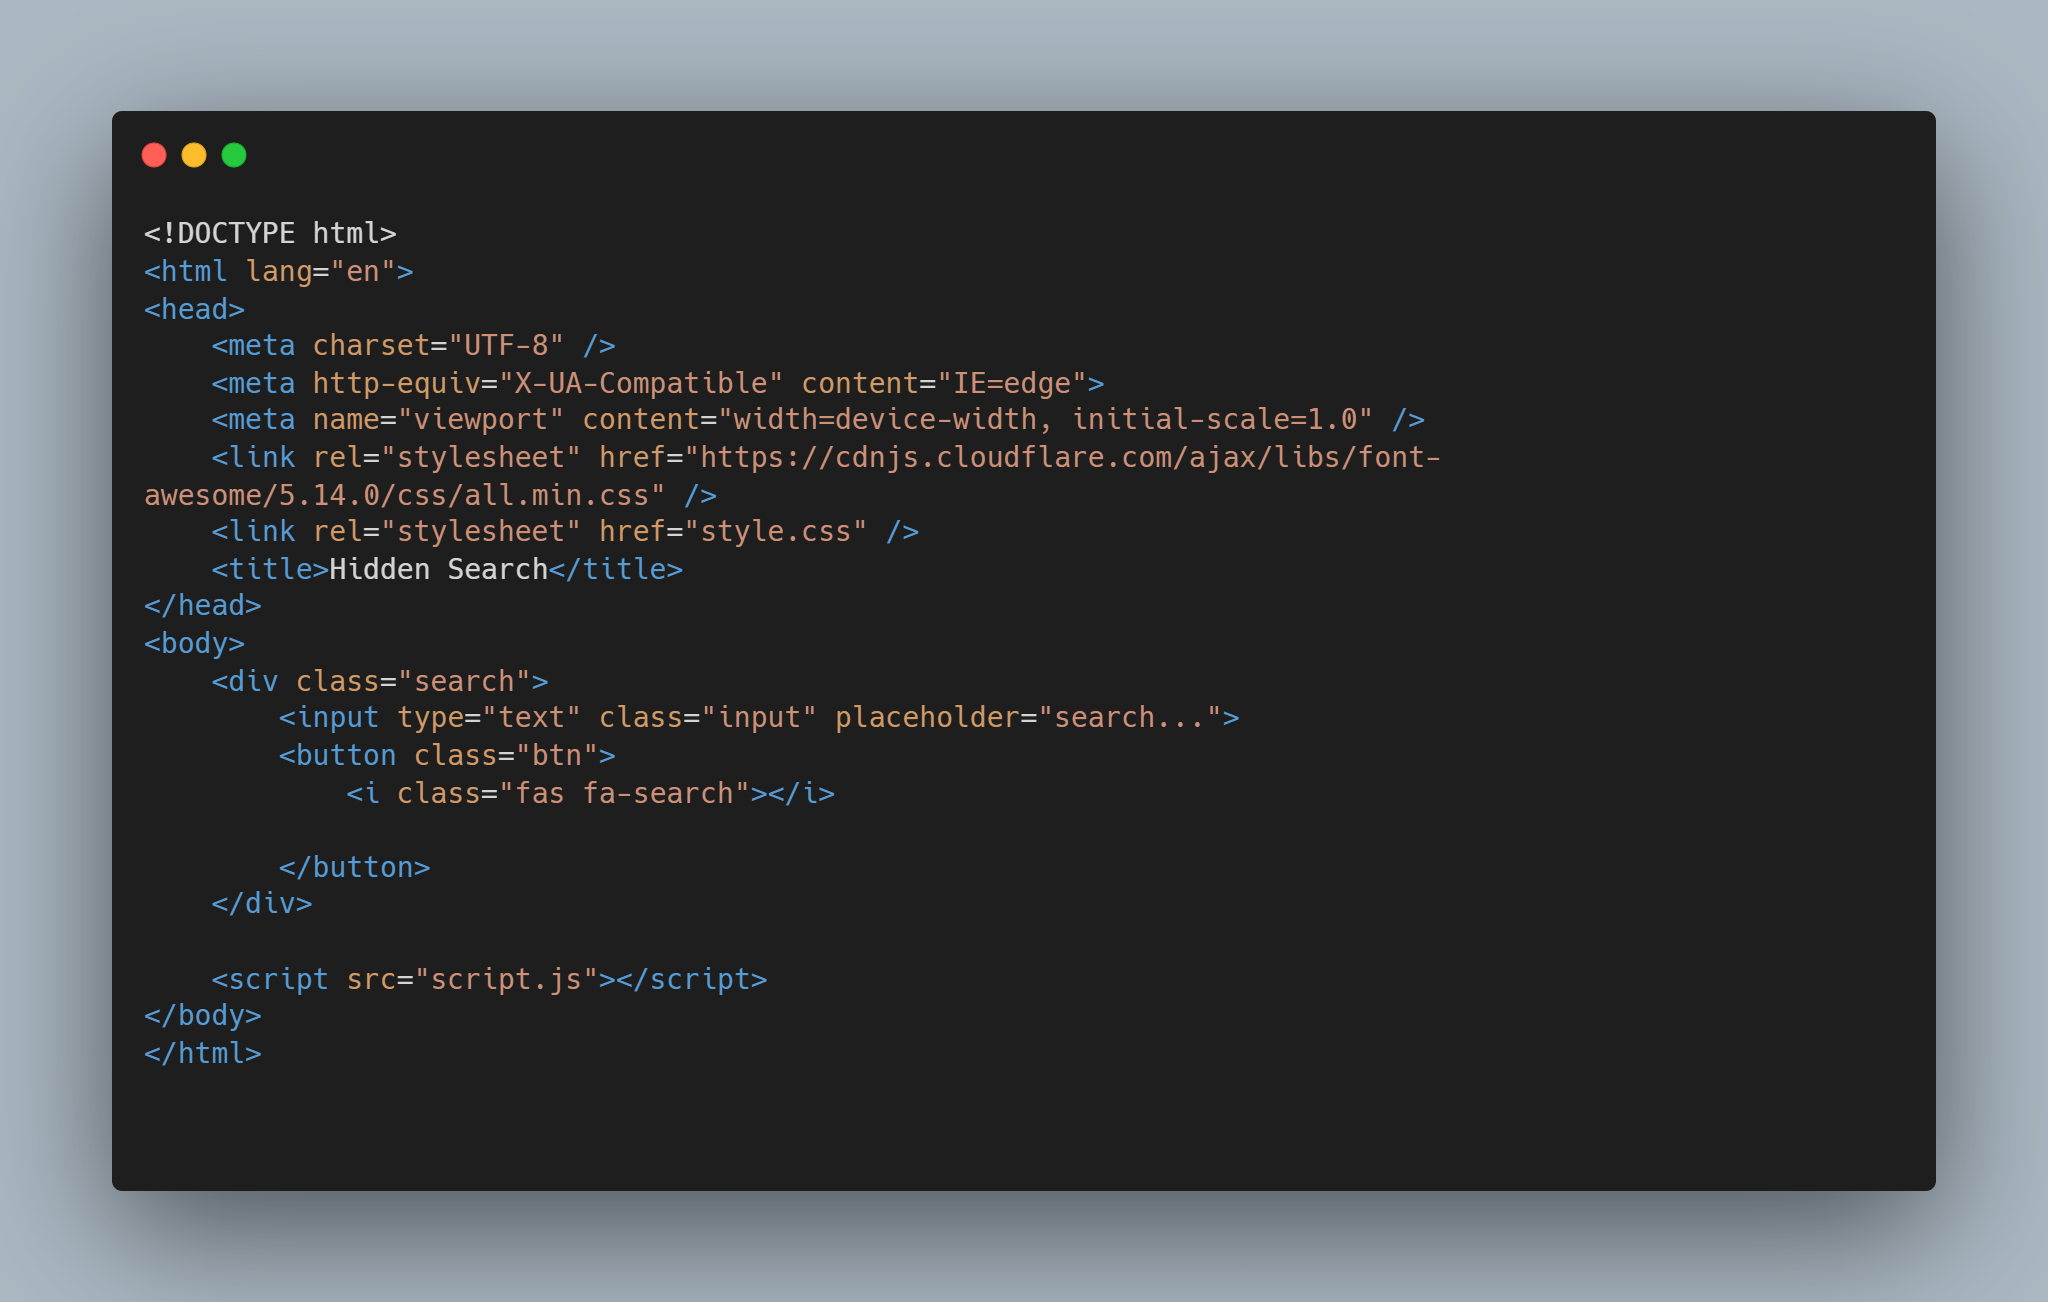 <!DOCTYPE html>
<html lang="en">
<head>
    <meta charset="UTF-8" />
    <meta http-equiv="X-UA-Compatible" content="IE=edge">
    <meta name="viewport" content="width=device-width, initial-scale=1.0" />
    <link rel="stylesheet" href="https://cdnjs.cloudflare.com/ajax/libs/font-
awesome/5.14.0/css/all.min.css" />
    <link rel="stylesheet" href="style.css" />
    <title>Hidden Search</title>
</head>
<body>
    <div class="search">
        <input type="text" class="input" placeholder="search...">
        <button class="btn">
            <i class="fas fa-search"></i>

        </button>
    </div>

    <script src="script.js"></script>
</body>
</html>